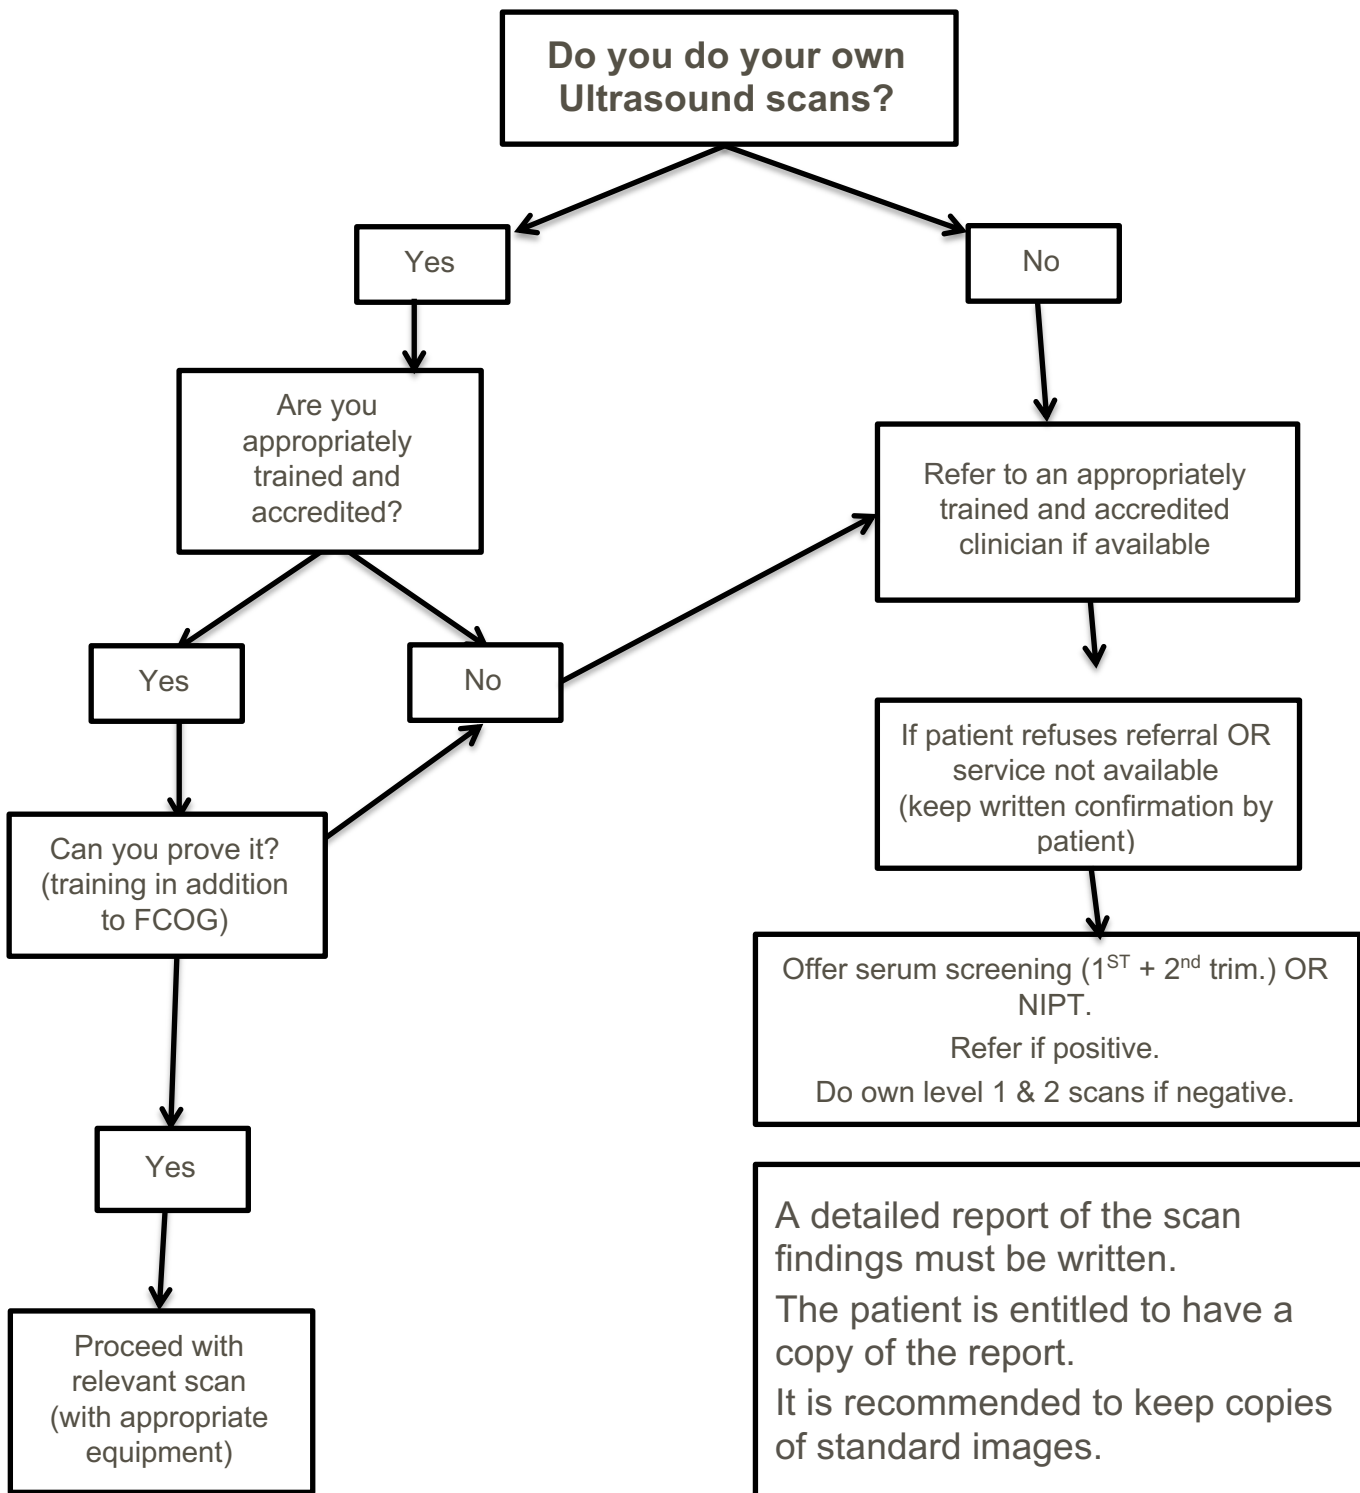 Do you do your own
Ultrasound scans?
Yes
No
Are you
appropriately
trained and
accredited?
Refer to an appropriately
trained and accredited
clinician if available
Yes
No
If patient refuses referral OR
service not available
(keep written confirmation by
patient)
Can you prove it?
(training in addition
to FCOG)
Offer serum screening (1ST + 2nd trim.) OR
NIPT.
Refer if positive.
Do own level 1 & 2 scans if negative.
Yes
A detailed report of the scan
findings must be written.
The patient is entitled to have a
copy of the report.
It is recommended to keep copies
of standard images.
Proceed with
relevant scan
(with appropriate
equipment)